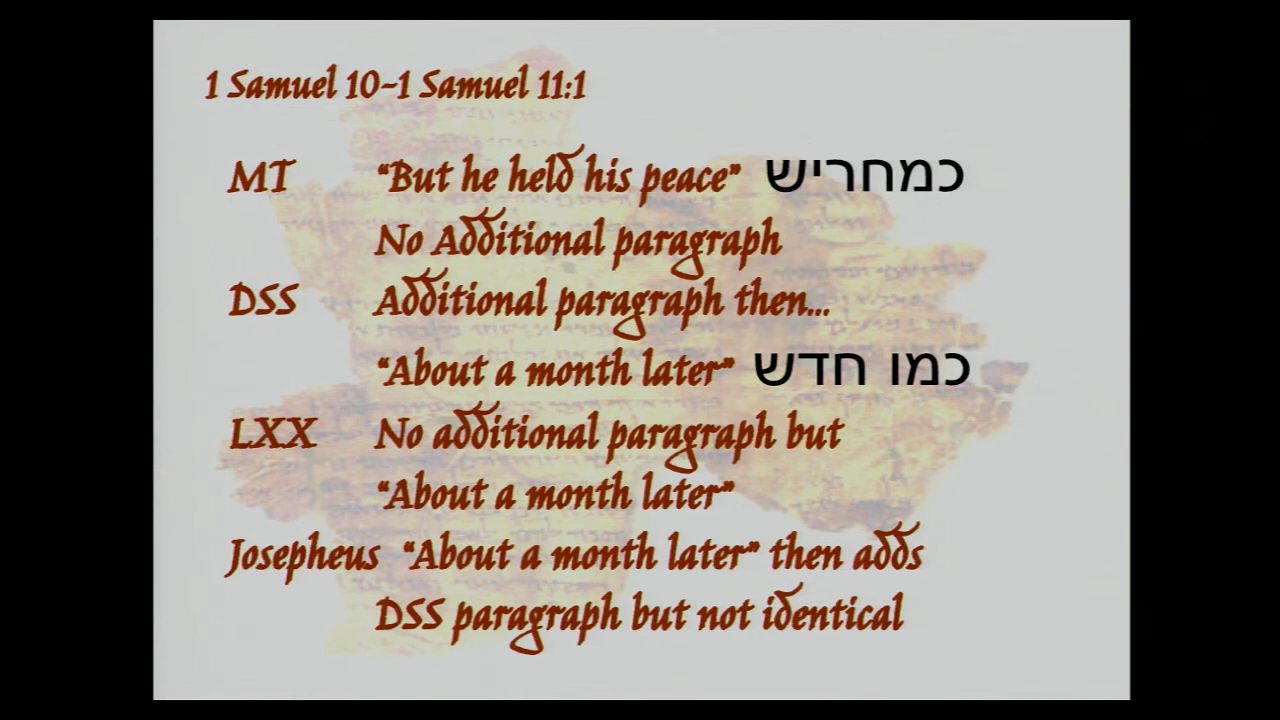 1 Samuel 10-1 Samuel 11:1
MT “But he held his peace” כמחריש
No Additional paragraph
DSS Additional paragraph then...
“About a month later” כמו חדש
LXX No additional paragraph but
“About a month later”
Josepheus “About a month later” then adds
DSS paragraph but not identical